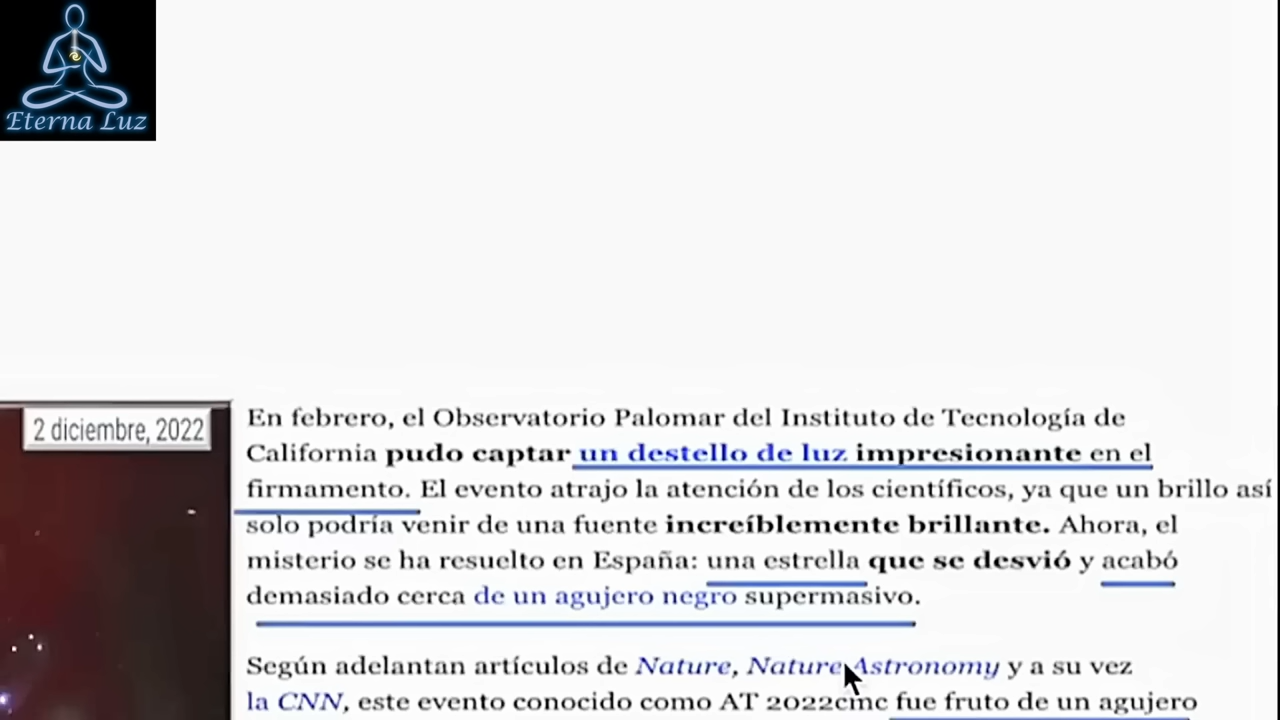 Eterna Luz
2 diciembre, 2022
En febrero, el Observatorio Palomar del Instituto de Tecnología de
California pudo captar un destello de luz impresionante en el
firmamento. El evento atrajo la atención de los científicos, ya que un brillo así
solo podría venir de una fuente increíblemente brillante. Ahora, el
misterio se ha resuelto en España: una estrella que se desvió y acabó
demasiado cerca de un agujero negro supermasivo.
Según adelantan artículos de Nature, Nature Astronomy y a su vez
la CNN, este evento conocido como AT 2022cmc fue fruto de un agujero